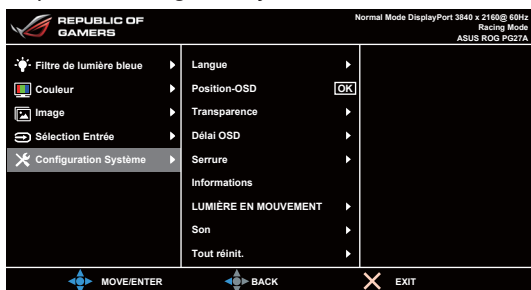 REPUBLIC OF
GAMERS
Normal Mode DisplayPort 3840 x 2160@ 60Hz
Racing Mode
ASUS ROG PG27A
Filtre de lumière bleue
Couleur
Image
Sélection Entrée
Configuration Système
Langue
Position-OSD OK
Transparence
Délai OSD
Serrure
Informations
LUMIÈRE EN MOUVEMENT
Son
Tout réinit.
MOVE/ENTER BACK EXIT